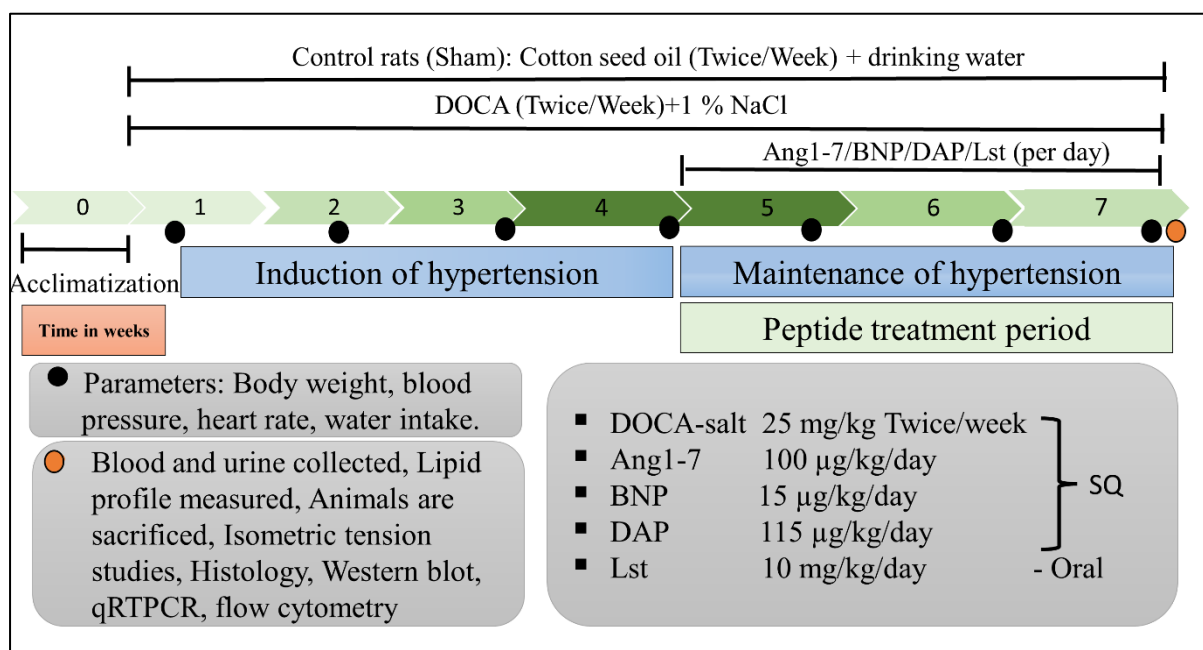 Control rats (Sham): Cotton seed oil (Twice/Week) + drinking water
DOCA (Twice/Week)+1 % NaCl
Ang1-7/BNP/DAP/Lst (per day)
0 1 2 3 4 5 6 7
Acclimatization
Induction of hypertension
Maintenance of hypertension
Time in weeks
Peptide treatment period
Parameters: Body weight, blood
pressure, heart rate, water intake.
Blood and urine collected, Lipid
profile measured, Animals are
sacrificed, Isometric tension
studies, Histology, Western blot,
qRTPCR, flow cytometry
▪ DOCA-salt 25 mg/kg Twice/week
▪ Ang1-7 100 µg/kg/day
▪ BNP 15 µg/kg/day
▪ DAP 115 µg/kg/day
SQ
▪ Lst 10 mg/kg/day - Oral